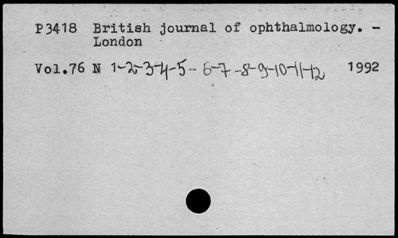 P3418 British journal of ophthalmology. -
London
Vol.76 N 1-2-3-4-5-6-7-8-9-10-11-12 1992